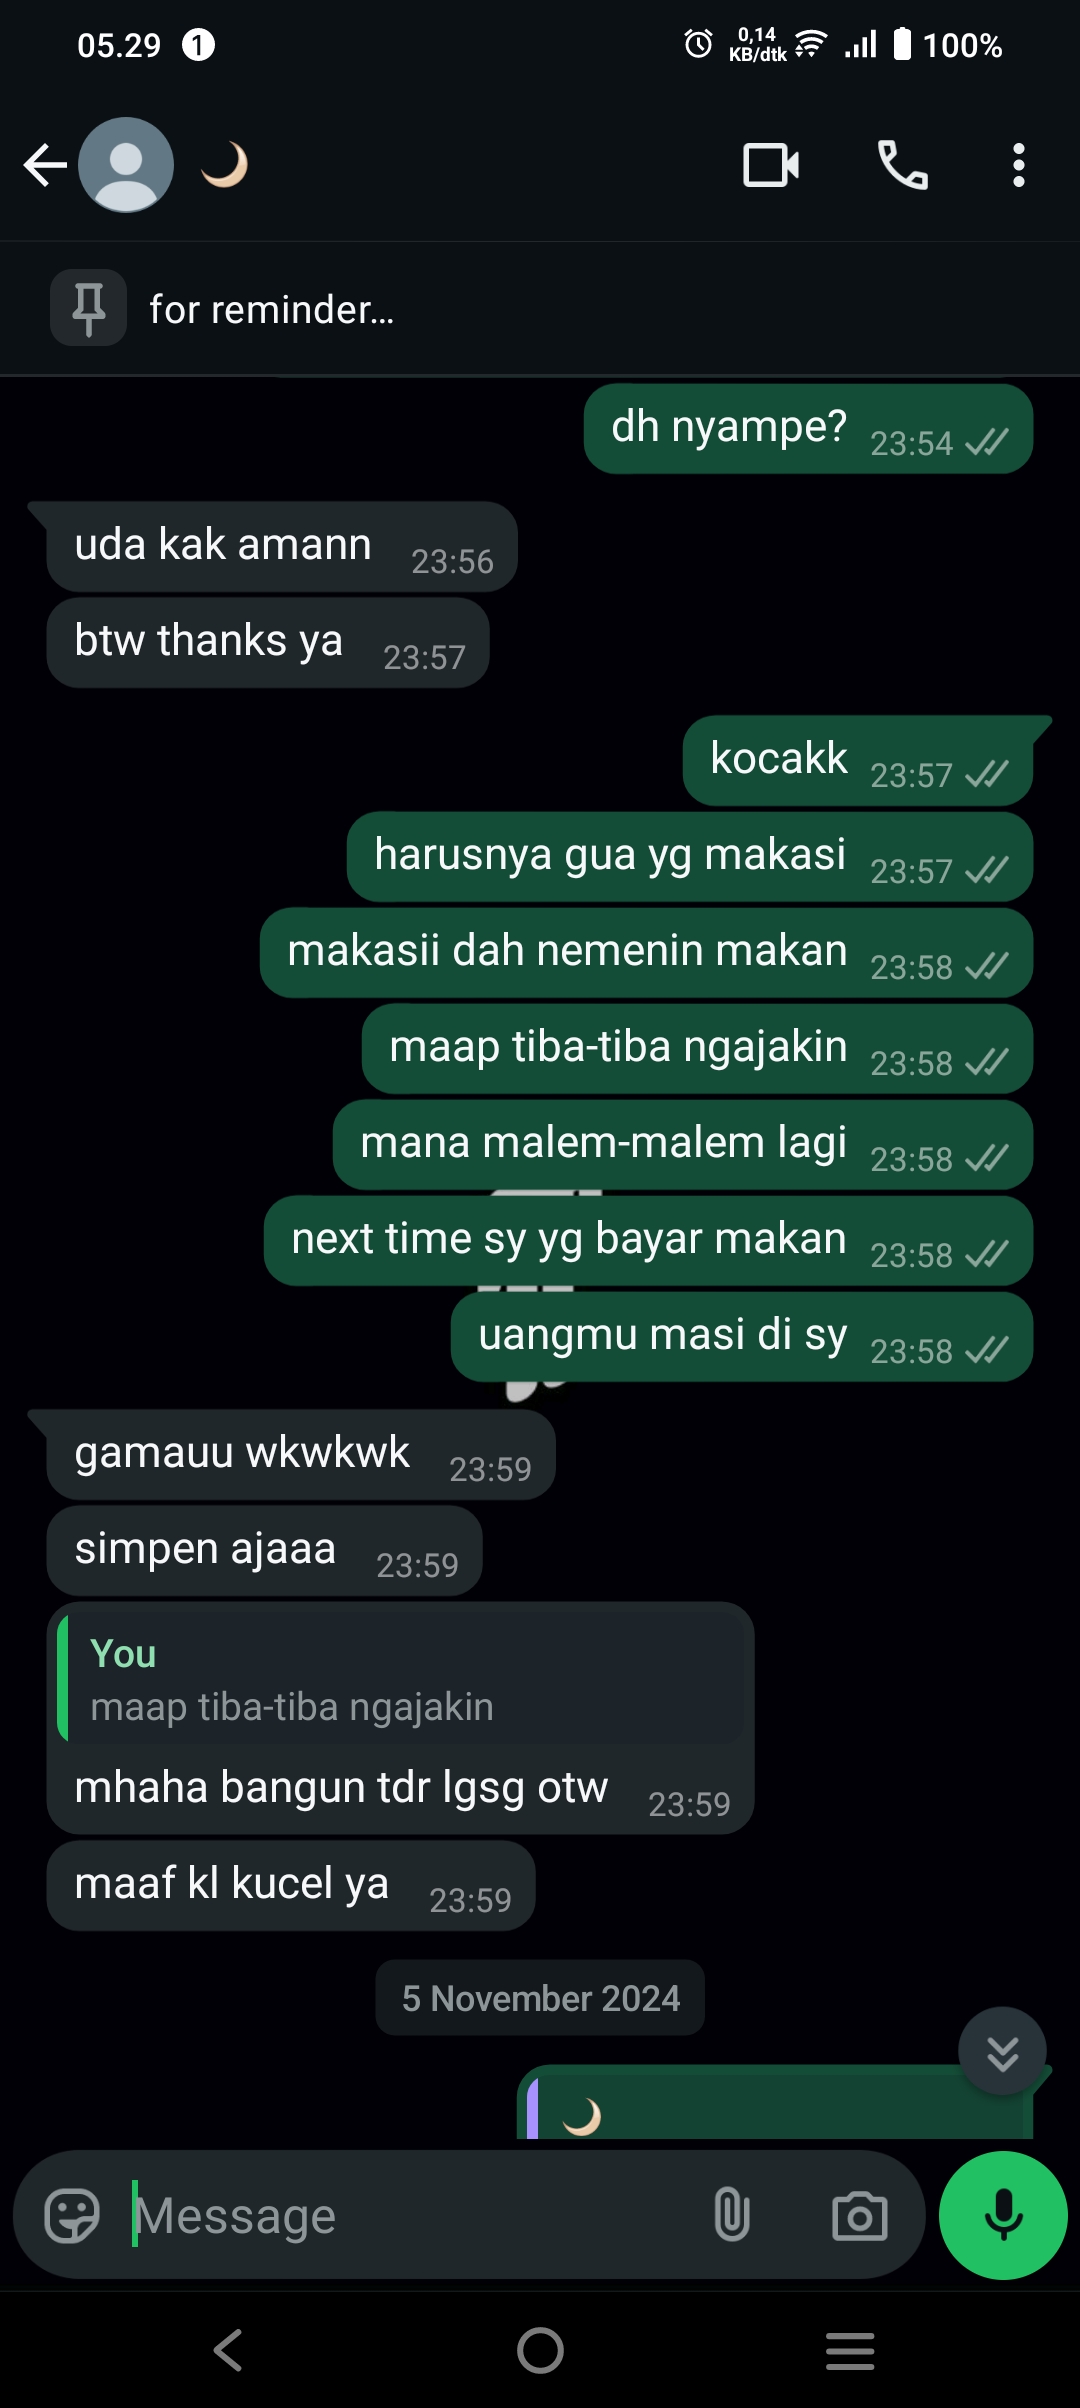 05.29 1 0,14 KB/dtk 100%
🌙
for reminder...
dh nyampe? 23:54
uda kak amann 23:56
btw thanks ya 23:57
kocakk 23:57
harusnya gua yg makasi 23:57
makasii dah nemenin makan 23:58
maap tiba-tiba ngajakin 23:58
mana malem-malem lagi 23:58
next time sy yg bayar makan 23:58
uangmu masi di sy 23:58
gamauu wkwkwk 23:59
simpen ajaaa 23:59
You
maap tiba-tiba ngajakin
mhaha bangun tdr lgsg otw 23:59
maaf kl kucel ya 23:59
5 November 2024
🌙
Message